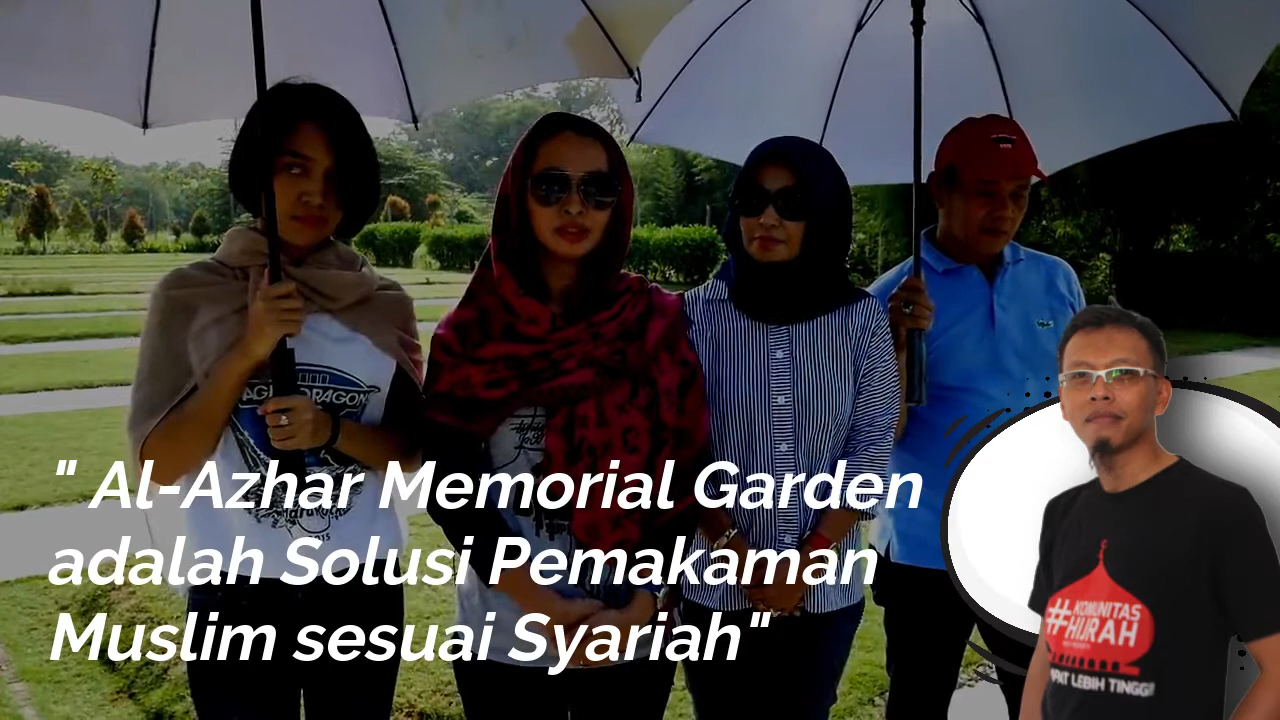 " Al-Azhar Memorial Garden
adalah Solusi Pemakaman
Muslim sesuai Syariah"
#KOMUNITAS
HIJRAH
LEBIH TINGGI